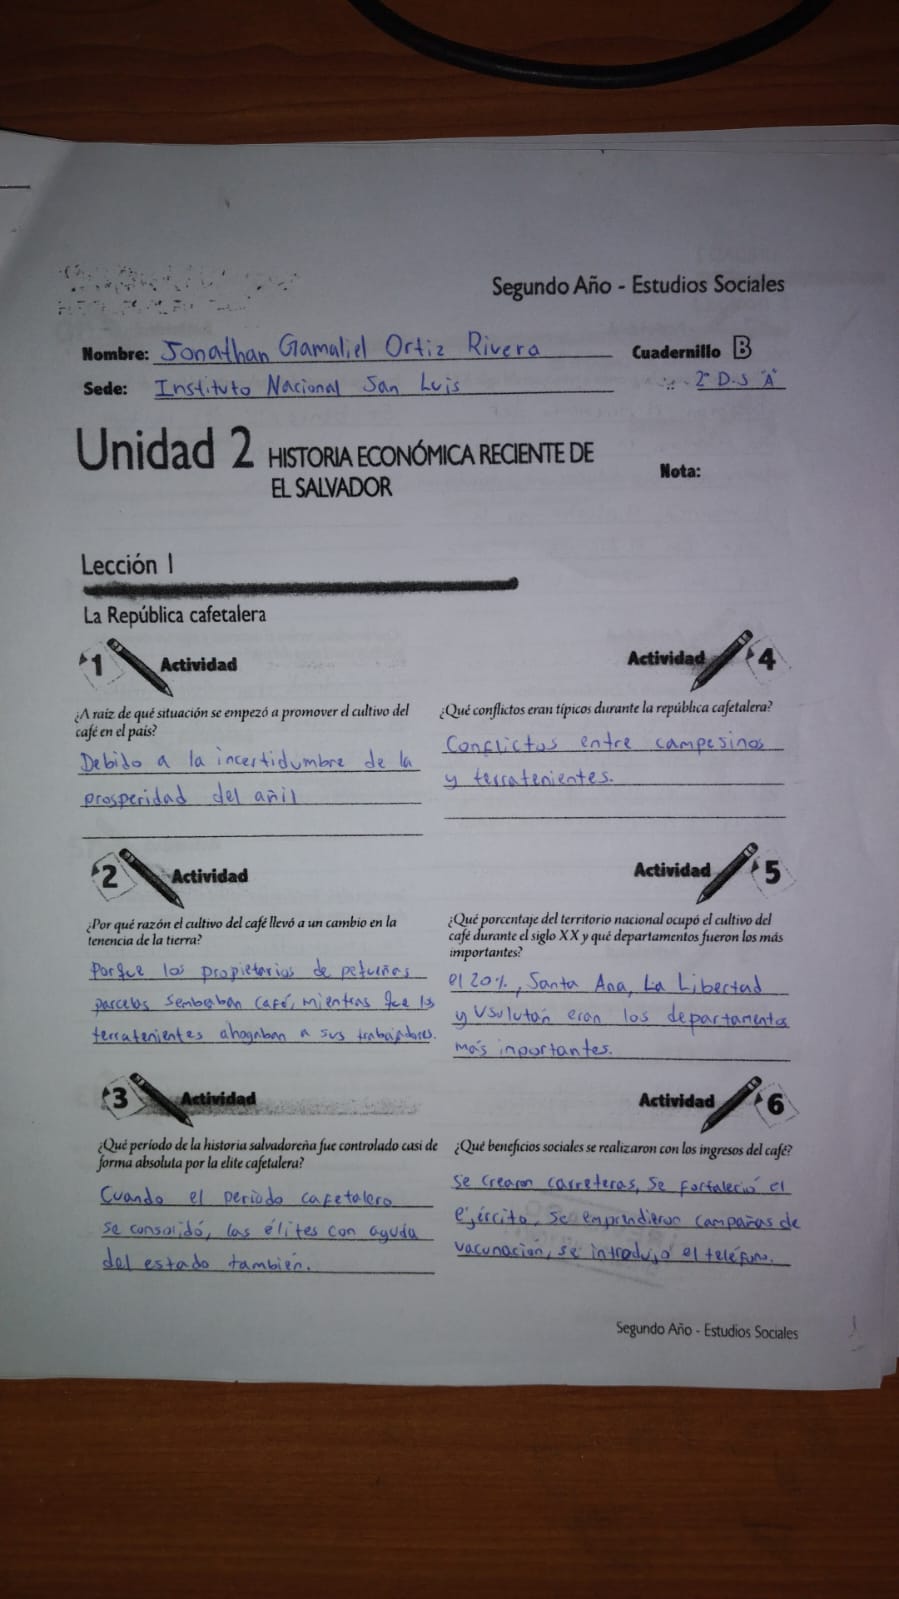 Segundo Año - Estudios Sociales
Nombre: Jonathan Gamaliel Ortiz Rivera Cuadernillo B
Sede: Instituto Nacional San Luis 2° D.S "A"
Unidad 2 HISTORIA ECONÓMICA RECIENTE DE
EL SALVADOR
Nota:
Lección 1
La República cafetalera
1 Actividad
¿A raíz de qué situación se empezó a promover el cultivo del
café en el país?
Debido a la incertidumbre de la
prosperidad del añil
2 Actividad
¿Por qué razón el cultivo del café llevó a un cambio en la
tenencia de la tierra?
Porque los propietarios de pequeñas
parcelas sembraban café, mientras que los
terratenientes ahogaban a sus trabajadores.
3 Actividad
¿Qué período de la historia salvadoreña fue controlado casi de
forma absoluta por la elite cafetalera?
Cuando el periodo cafetalero
se consolidó, las élites con ayuda
del estado también.
Actividad 4
¿Qué conflictos eran típicos durante la república cafetalera?
Conflictos entre campesinos
y terratenientes.
Actividad 5
¿Qué porcentaje del territorio nacional ocupó el cultivo del
café durante el siglo XX y qué departamentos fueron los más
importantes?
el 20%, Santa Ana, La Libertad
y Usulután eran los departamentos
más inportantes.
Actividad 6
¿Qué beneficios sociales se realizaron con los ingresos del café?
Se crearon carreteras, se fortaleció el
ejército, se emprendieron campañas de
vacunación, se introdujo el teléfono.
Segundo Año - Estudios Sociales